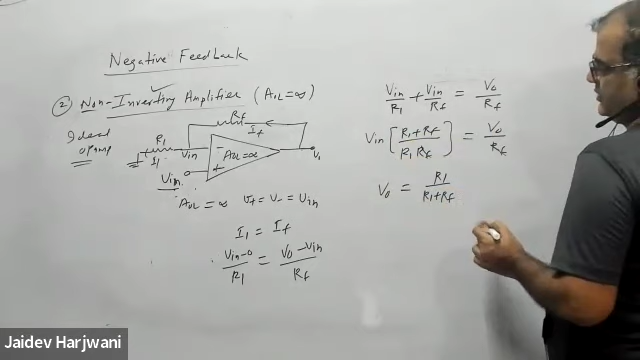 Negative Feedback
② Non-Inverting Amplifier (AOL=∞)
Ideal
opamp
Rf
If
R1
I1
Vin
-
+
AOL=∞
Vo
Vin
AOL=∞ V+=V-=Vin
I1 = If
Vin-0/R1 = Vo-Vin/Rf
Vin/R1 + Vin/Rf = Vo/Rf
Vin [R1+Rf/R1 Rf] = Vo/Rf
Vo = R1/R1+Rf
Jaidev Harjwani